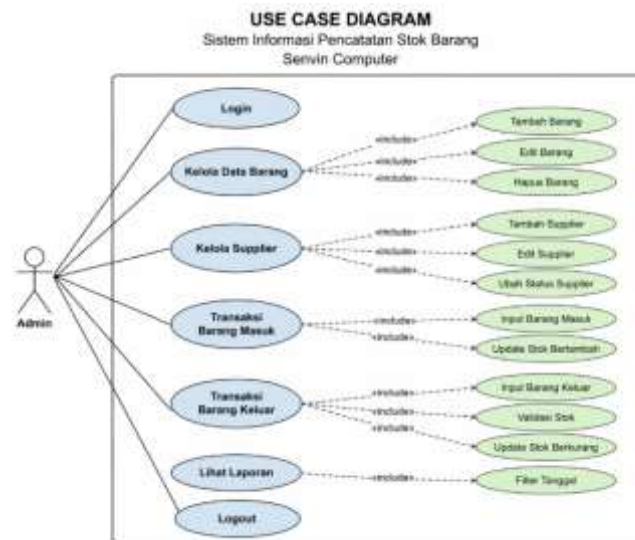 USE CASE DIAGRAM
Sistem Informasi Pencatatan Stok Barang
Senvin Computer
Login
Kelola Data Barang
Kelola Supplier
Transaksi
Barang Masuk
Transaksi
Barang Keluar
Lihat Laporan
Logout
Admin
«include»
«include»
«include»
«include»
«include»
«include»
«include»
«include»
«include»
«include»
«include»
«include»
Tambah Barang
Edit Barang
Hapus Barang
Tambah Supplier
Edit Supplier
Ubah Status Supplier
Input Barang Masuk
Update Stok Bertambah
Input Barang Keluar
Validasi Stok
Update Stok Berkurang
Filter Tanggal